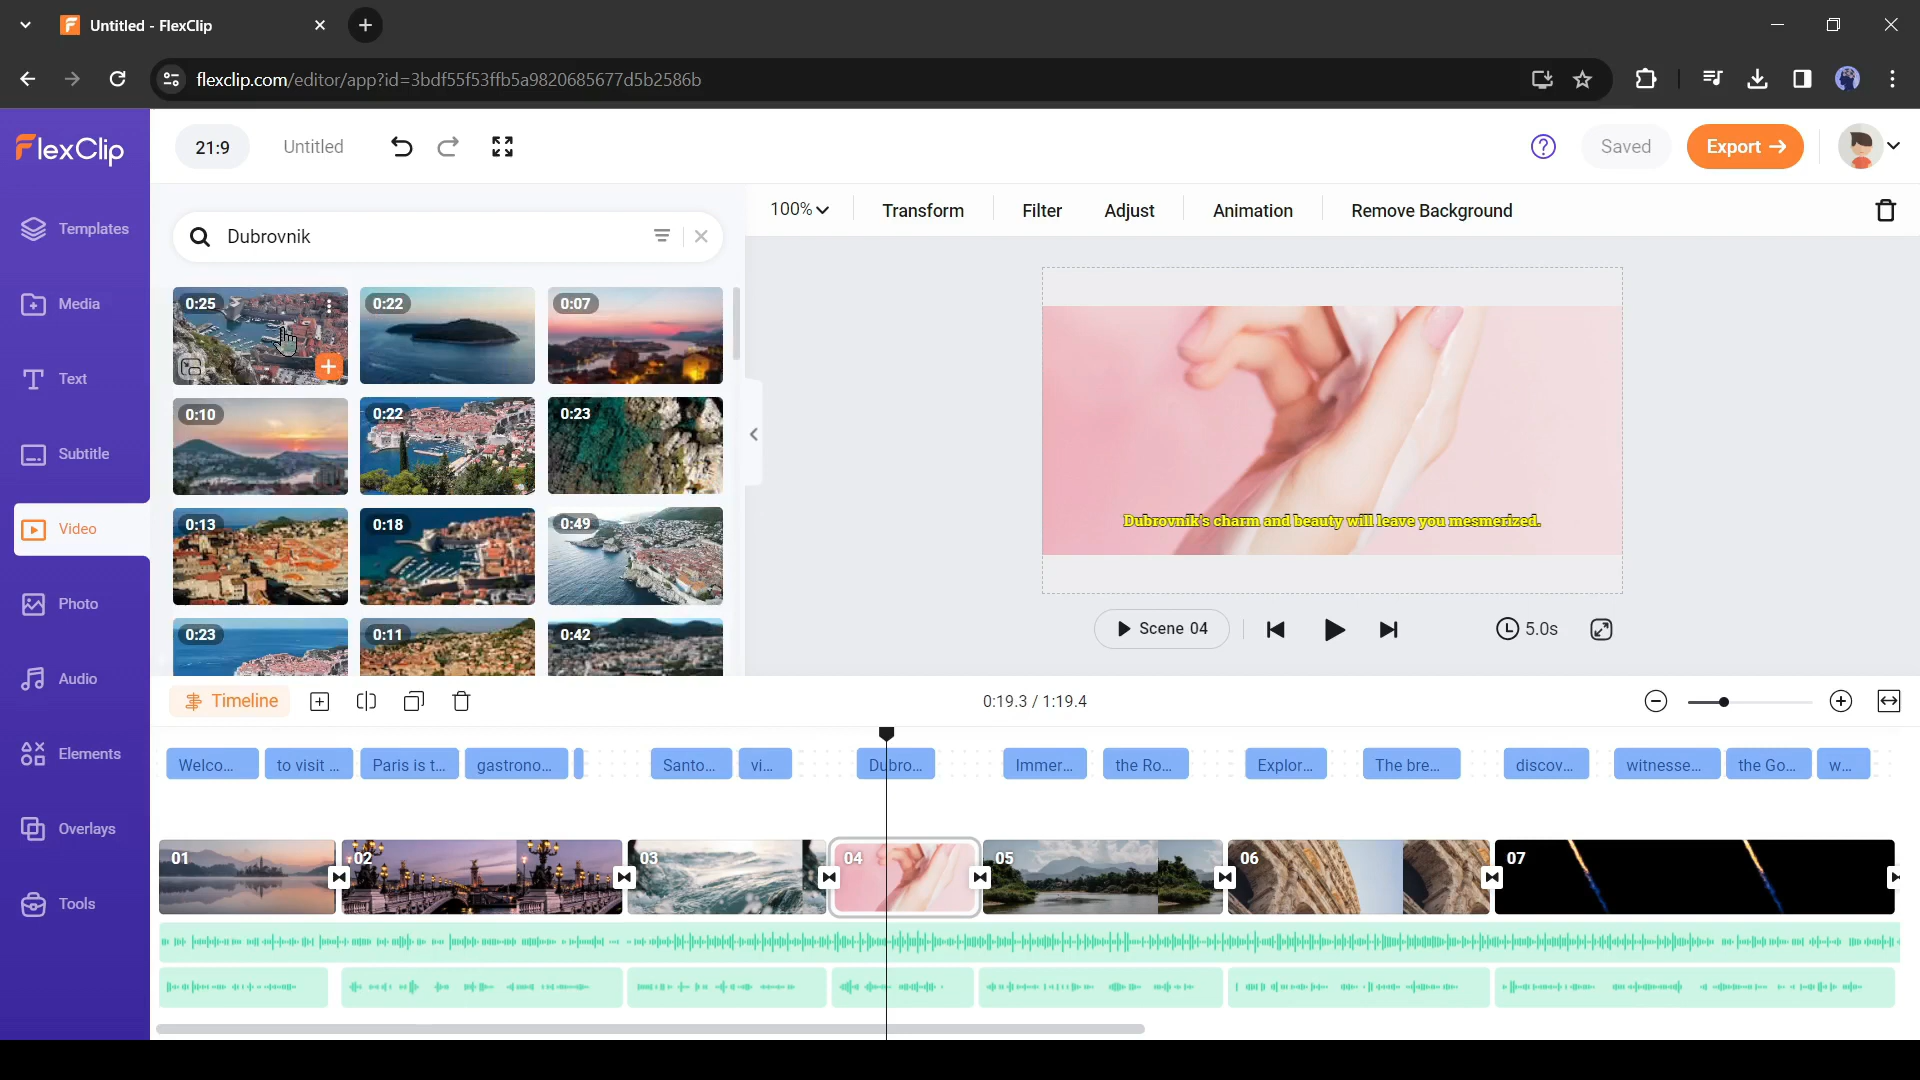 Untitled - FlexClip
flexclip.com/editor/app?id=3bdf55f53ffb5a9820685677d5b2586b
FlexClip
21:9
Untitled
Saved
Export
Templates
Media
Text
Subtitle
Video
Photo
Audio
Elements
Overlays
Tools
Dubrovnik
0:25
0:22
0:07
0:10
0:22
0:23
0:13
0:18
0:49
0:23
0:11
0:42
100%
Transform
Filter
Adjust
Animation
Remove Background
Dubrovnik's charm and beauty will leave you mesmerized.
Scene 04
5.0s
Timeline
0:19.3 / 1:19.4
Welco...
to visit ...
Paris is t...
gastrono...
Santo...
vi...
Dubro...
Immer...
the Ro...
Explor...
The bre...
discov...
witnesse...
the Go...
w...
01
02
03
04
05
06
07